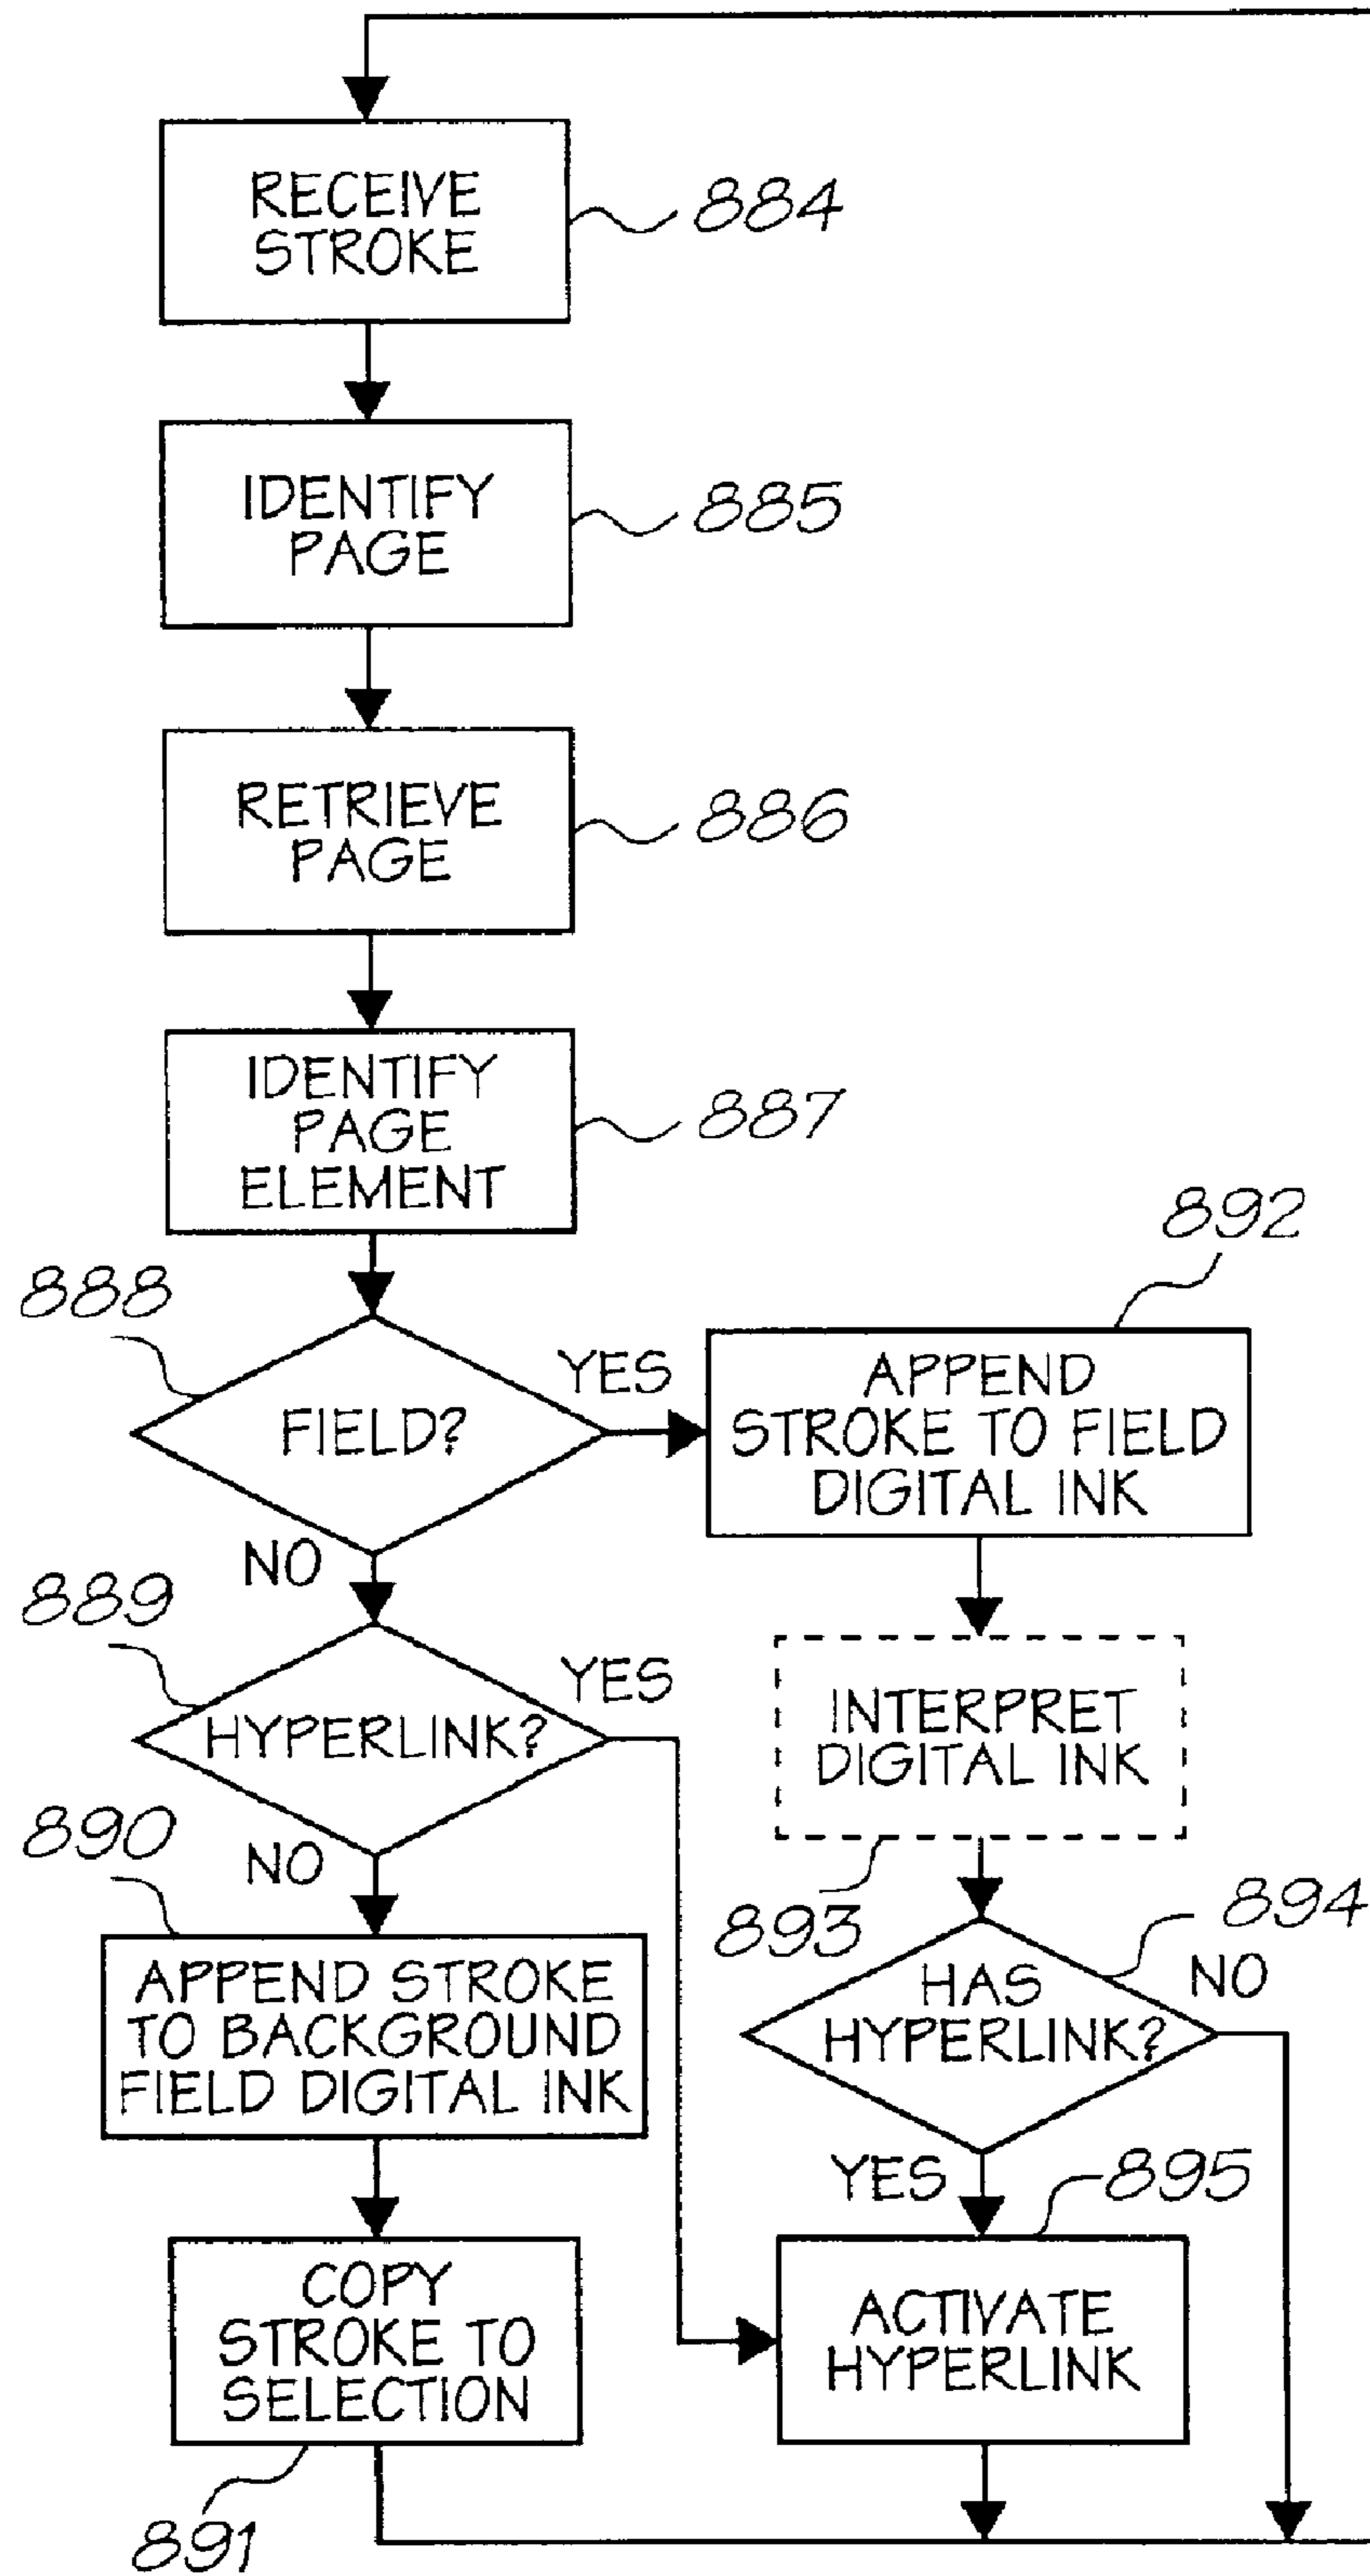 RECEIVE
STROKE
884
IDENTIFY
PAGE
885
RETRIEVE
PAGE
886
IDENTIFY
PAGE
ELEMENT
887
888
FIELD?
YES
NO
892
APPEND
STROKE TO FIELD
DIGITAL INK
889
HYPERLINK?
YES
NO
INTERPRET
DIGITAL INK
893
890
APPEND STROKE
TO BACKGROUND
FIELD DIGITAL INK
894
HAS
HYPERLINK?
NO
YES
895
COPY
STROKE TO
SELECTION
891
ACTIVATE
HYPERLINK